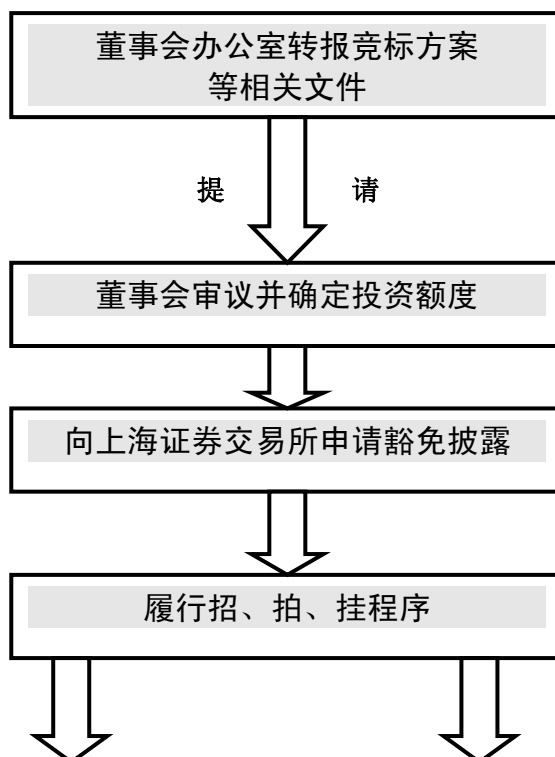 董事会办公室转报竞标方案
等相关文件
提 请
董事会审议并确定投资额度
向上海证券交易所申请豁免披露
履行招、拍、挂程序